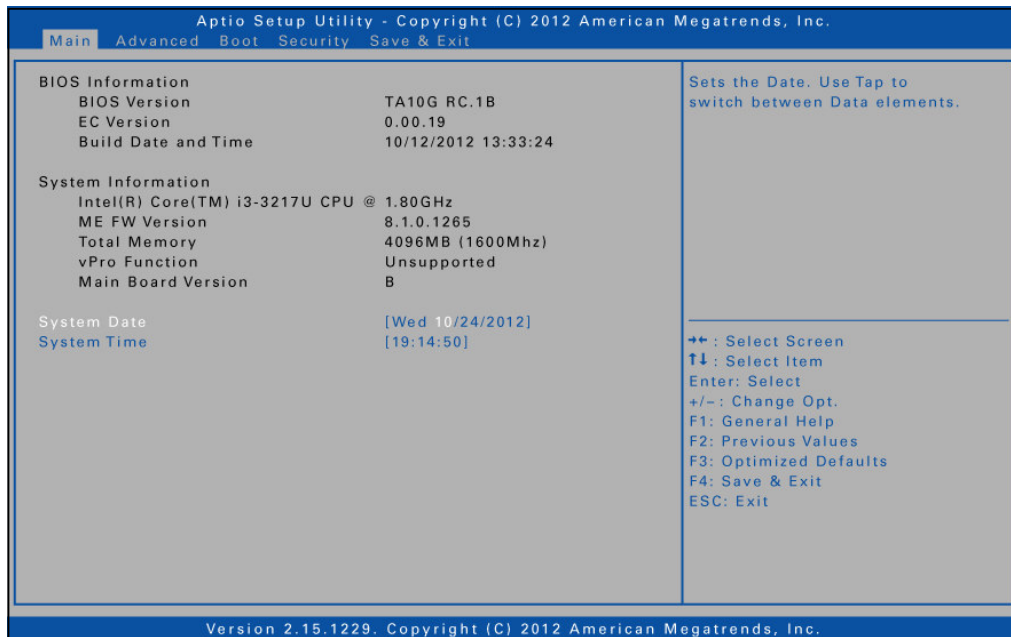 Aptio Setup Utility - Copyright (C) 2012 American Megatrends, Inc.
Main Advanced Boot Security Save & Exit
BIOS Information
BIOS Version TA10G RC.1B
EC Version 0.00.19
Build Date and Time 10/12/2012 13:33:24
System Information
Intel(R) Core(TM) i3-3217U CPU @ 1.80GHz
ME FW Version 8.1.0.1265
Total Memory 4096MB (1600Mhz)
vPro Function Unsupported
Main Board Version B
System Date [Wed 10/24/2012]
System Time [19:14:50]
Sets the Date. Use Tap to
switch between Data elements.
→← : Select Screen
↑↓ : Select Item
Enter: Select
+/– : Change Opt.
F1: General Help
F2: Previous Values
F3: Optimized Defaults
F4: Save & Exit
ESC: Exit
Version 2.15.1229. Copyright (C) 2012 American Megatrends, Inc.